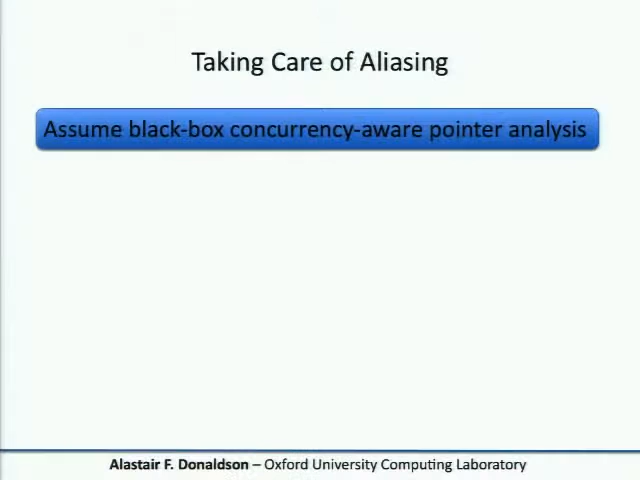 Taking Care of Aliasing
Assume black-box concurrency-aware pointer analysis
Alastair F. Donaldson – Oxford University Computing Laboratory